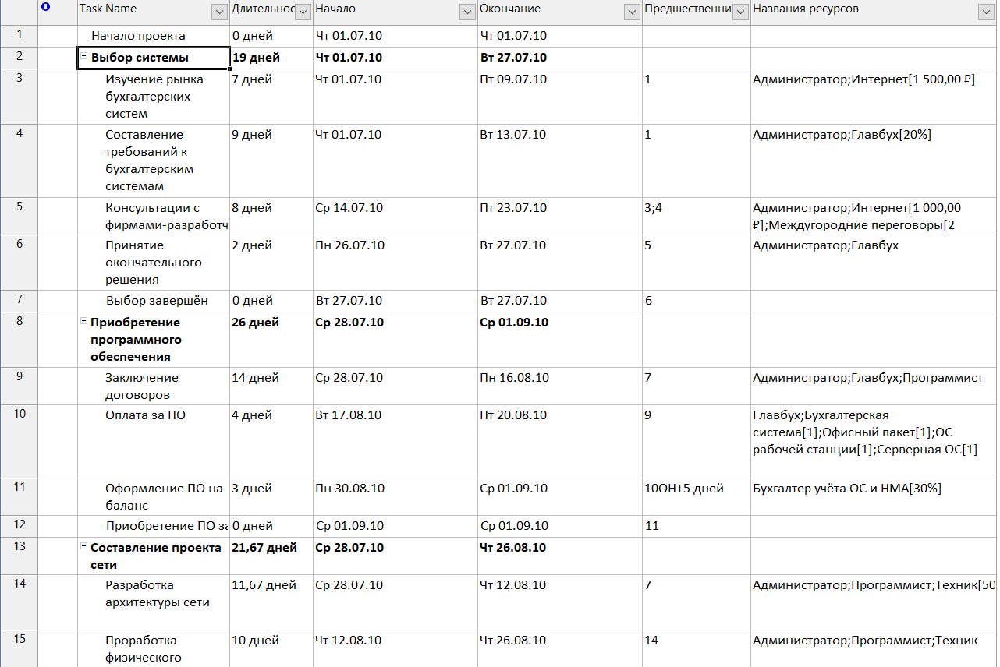 Task Name Длительнос Начало Окончание Предшественни Названия ресурсов
1 Начало проекта 0 дней Чт 01.07.10 Чт 01.07.10
2 Выбор системы 19 дней Чт 01.07.10 Вт 27.07.10
3 Изучение рынка 7 дней Чт 01.07.10 Пт 09.07.10 1 Администратор;Интернет[1 500,00 ₽]
бухгалтерских
систем
4 Составление 9 дней Чт 01.07.10 Вт 13.07.10 1 Администратор;Главбух[20%]
требований к
бухгалтерским
системам
5 Консультации с 8 дней Ср 14.07.10 Пт 23.07.10 3;4 Администратор;Интернет[1 000,00
фирмами-разработч ₽];Междугородние переговоры[2
6 Принятие 2 дней Пн 26.07.10 Вт 27.07.10 5 Администратор;Главбух
окончательного
решения
7 Выбор завершён 0 дней Вт 27.07.10 Вт 27.07.10 6
8 Приобретение 26 дней Ср 28.07.10 Ср 01.09.10
программного
обеспечения
9 Заключение 14 дней Ср 28.07.10 Пн 16.08.10 7 Администратор;Главбух;Программист
договоров
10 Оплата за ПО 4 дней Вт 17.08.10 Пт 20.08.10 9 Главбух;Бухгалтерская
система[1];Офисный пакет[1];ОС
рабочей станции[1];Серверная ОС[1]
11 Оформление ПО на 3 дней Пн 30.08.10 Ср 01.09.10 10ОН+5 дней Бухгалтер учёта ОС и НМА[30%]
баланс
12 Приобретение ПО за 0 дней Ср 01.09.10 Ср 01.09.10 11
13 Составление проекта 21,67 дней Ср 28.07.10 Чт 26.08.10
сети
14 Разработка 11,67 дней Ср 28.07.10 Чт 12.08.10 7 Администратор;Программист;Техник[50
архитектуры сети
15 Проработка 10 дней Чт 12.08.10 Чт 26.08.10 14 Администратор;Программист;Техник
физического